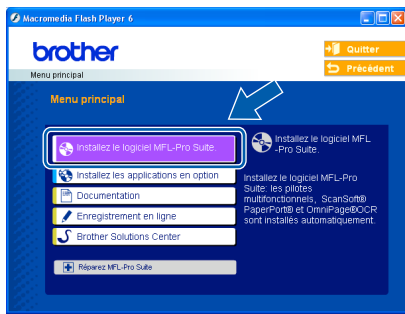 Macromedia Flash Player 6
brother
Quitter
Menu principal
Précédent
Menu principal
Installez le logiciel MFL-Pro Suite.
Installez les applications en option
Documentation
Enregistrement en ligne
Brother Solutions Center
Réparez MFL-Pro Suite
Installez le logiciel MFL
-Pro Suite.
Installez le logiciel MFL-Pro
Suite: les pilotes
multifonctionnels, ScanSoft®
PaperPort® et OmniPage®OCR
sont installés automatiquement.